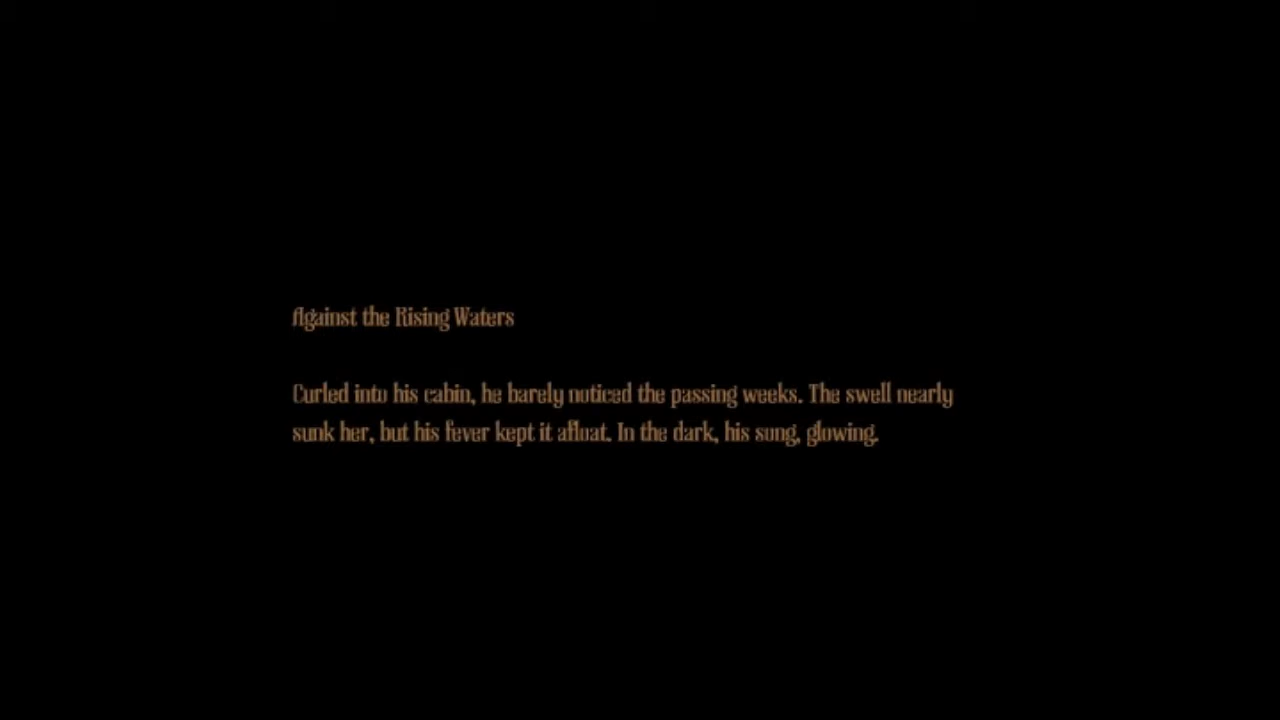 Against the Rising Waters
Curled into his cabin, he barely noticed the passing weeks. The swell nearly
sunk her, but his fever kept it afloat. In the dark, his song, glowing.